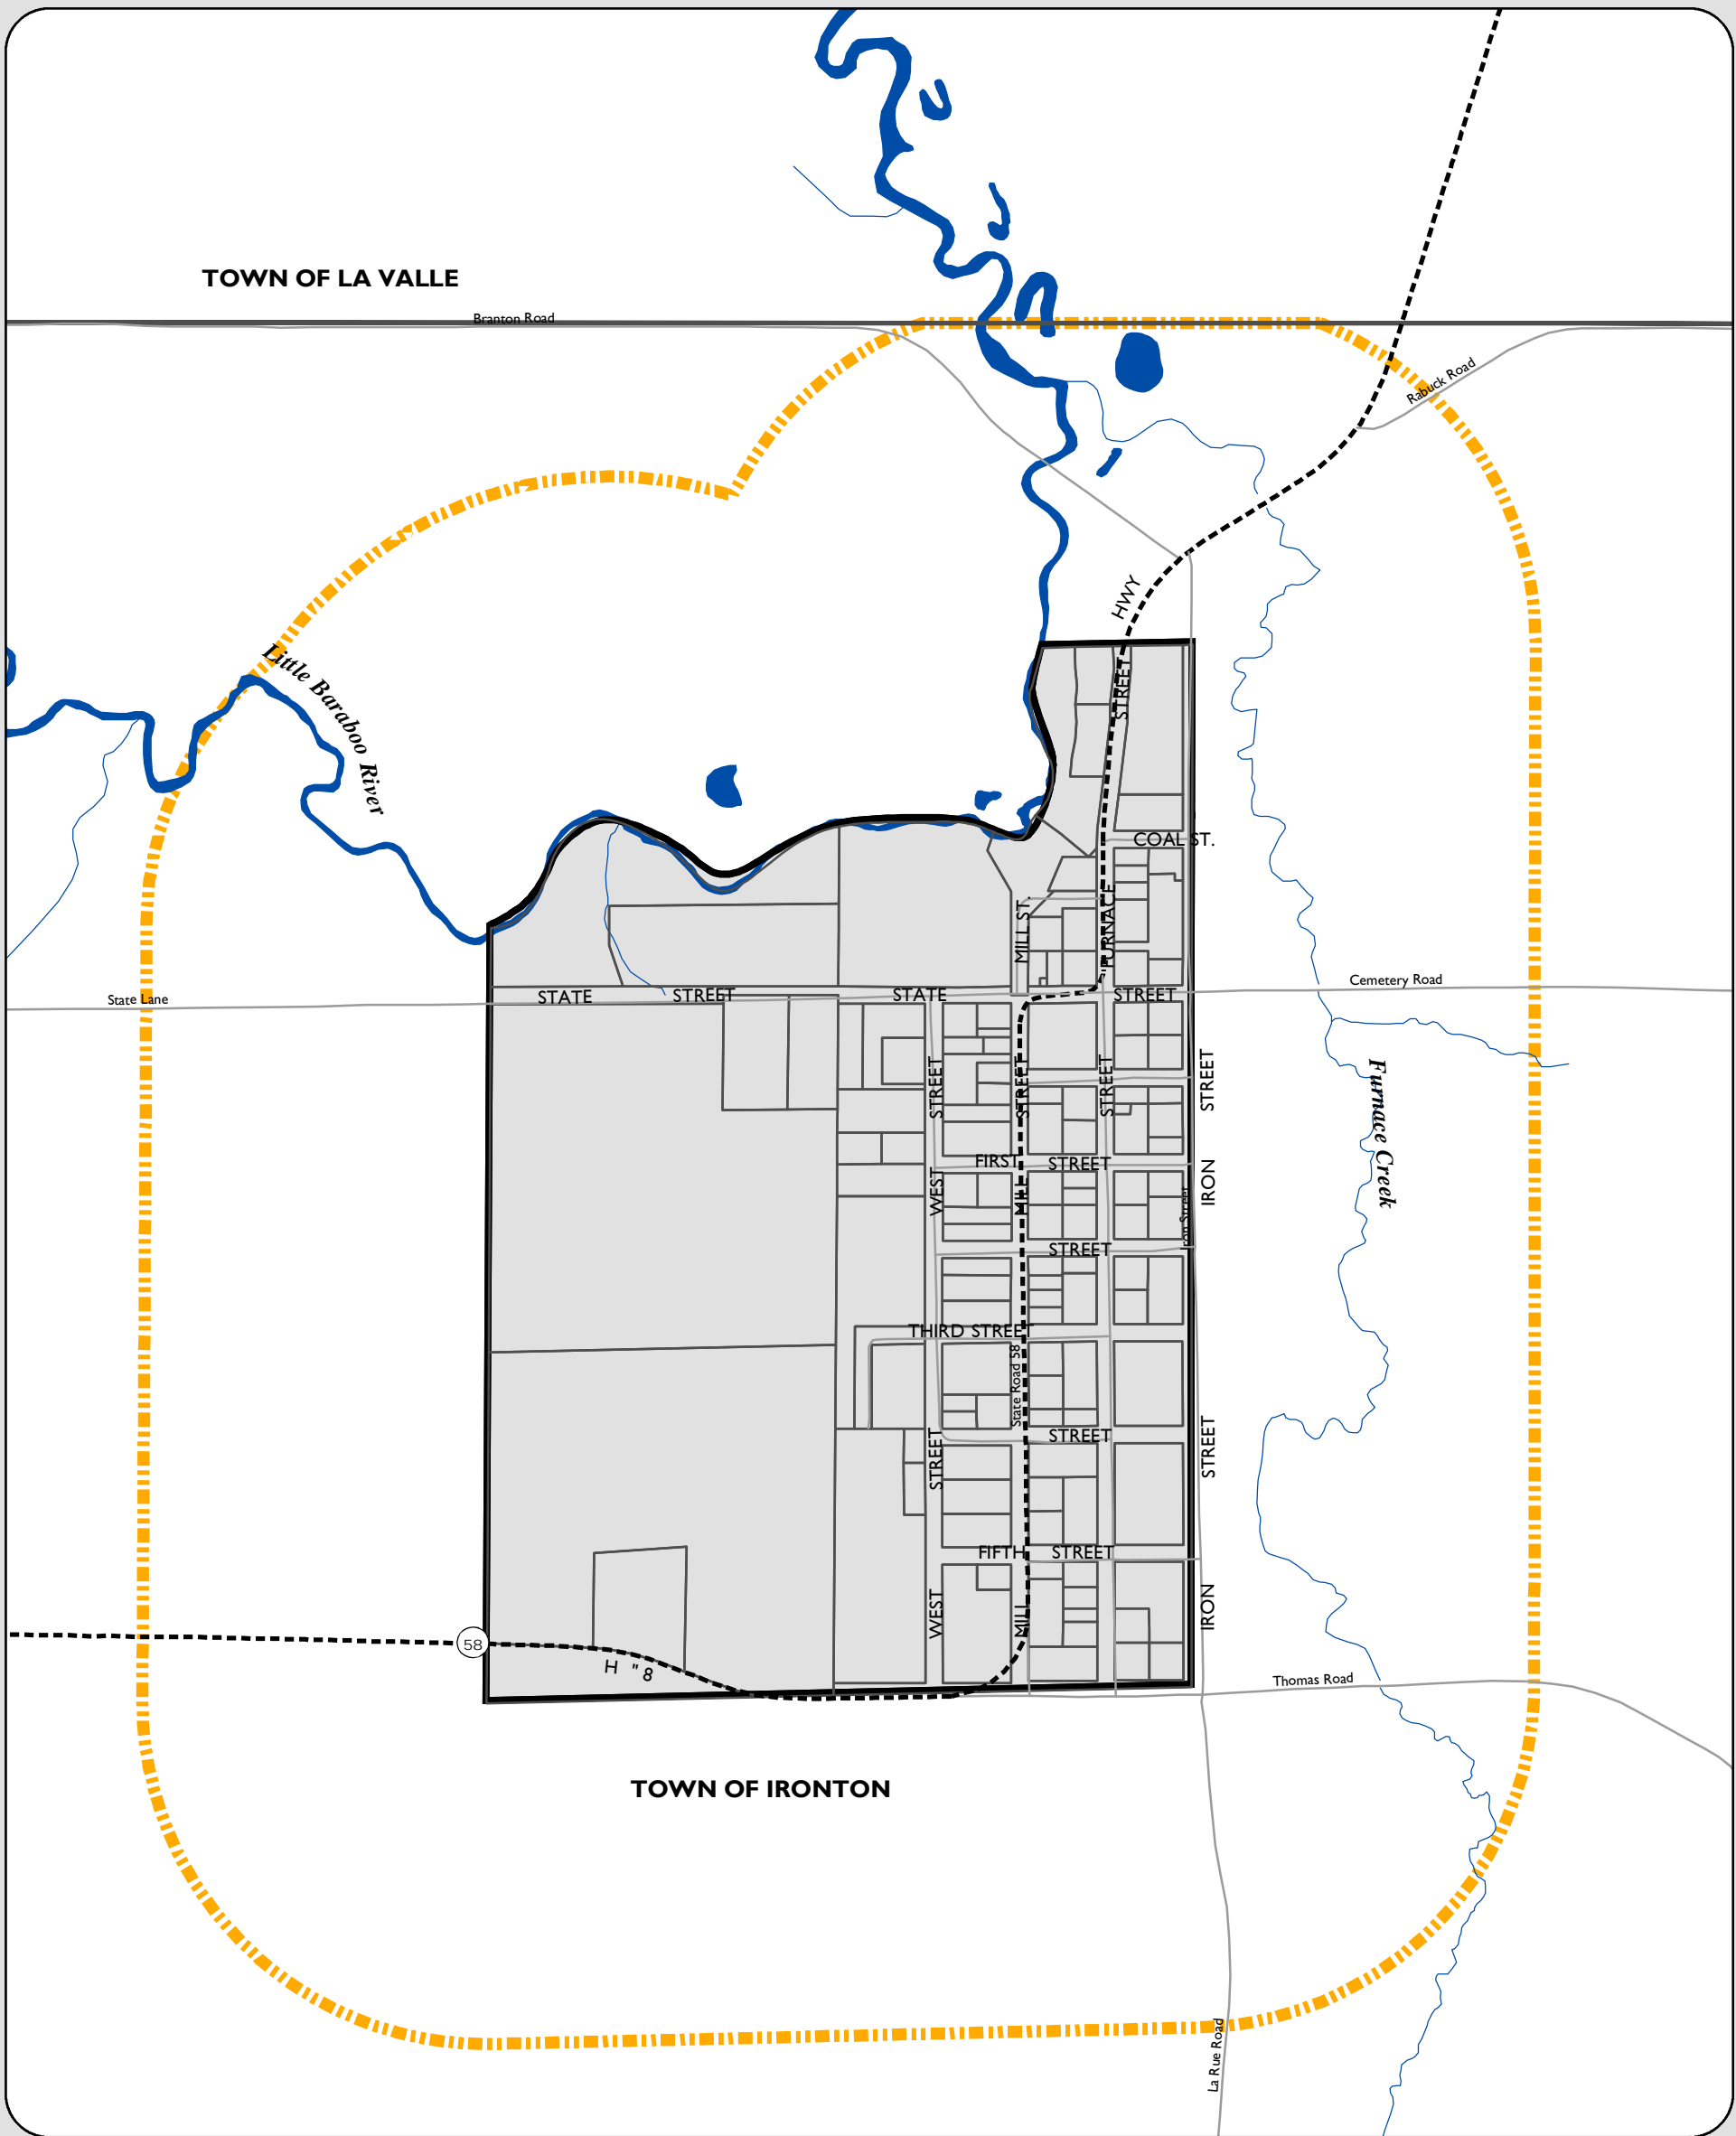 TOWN OF LA VALLE
Branton Road
Rabuck Road
HWY
Little Baraboo River
STREET
COAL ST.
MILL ST.
FURNACE
State Lane
STATE
STREET
STATE
STREET
Cemetery Road
STREET
STREET
STREET
STREET
Furnace Creek
FIRST
STREET
WEST
MILL
IRON
Iron Street
STREET
THIRD STREET
State Road 58
STREET
STREET
STREET
FIFTH
STREET
WEST
MILL
IRON
58
H "8
Thomas Road
TOWN OF IRONTON
La Rue Road